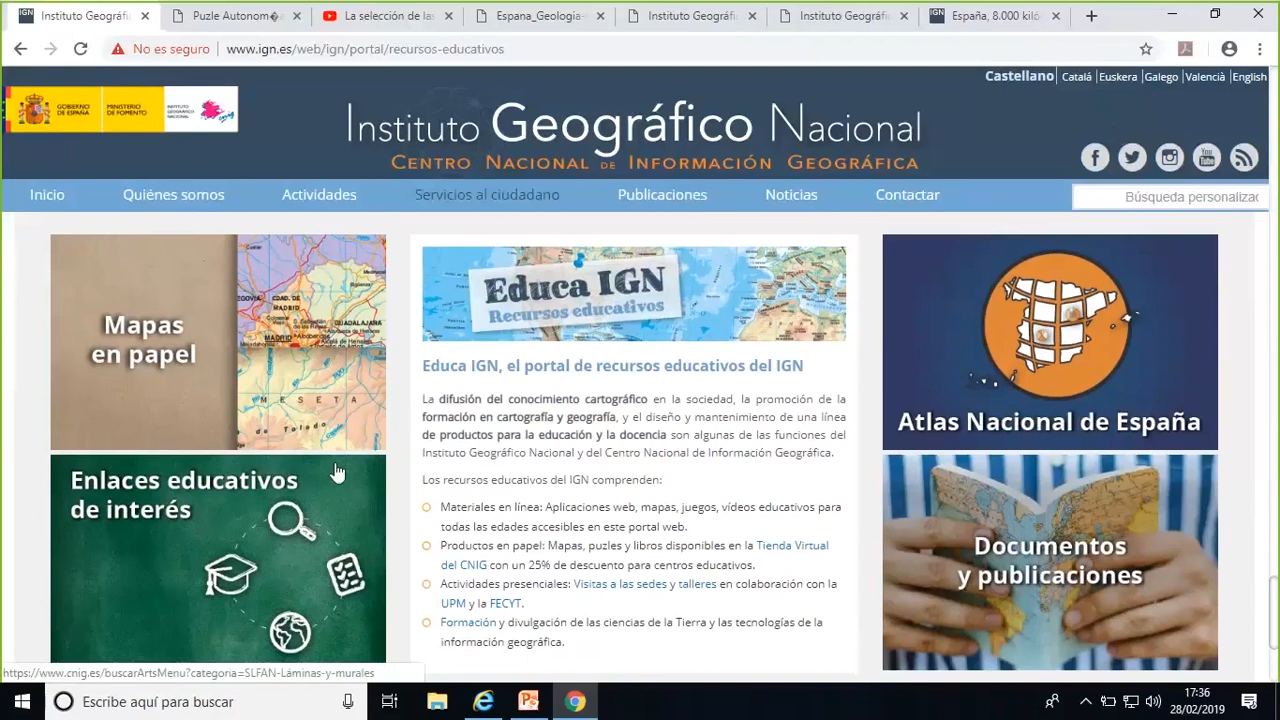 Instituto Geográfi
Puzle Autonom�
La selección de las
Espana_Geologia-
Instituto Geográfi
Instituto Geográfi
España, 8.000 kiló
No es seguro
www.ign.es/web/ign/portal/recursos-educativos
Castellano Catalá Euskera Galego Valencià English
GOBIERNO
DE ESPAÑA
MINISTERIO
DE FOMENTO
INSTITUTO
GEOGRÁFICO
NACIONAL
Instituto Geográfico Nacional
CENTRO NACIONAL DE INFORMACIÓN GEOGRÁFICA
Inicio
Quiénes somos
Actividades
Servicios al ciudadano
Publicaciones
Noticias
Contactar
Búsqueda personalizad
Mapas
en papel
MADRID
GUADALAJARA
MESETA
de Toledo
Enlaces educativos
de interés
Educa IGN
Recursos educativos
Educa IGN, el portal de recursos educativos del IGN
La difusión del conocimiento cartográfico en la sociedad, la promoción de la
formación en cartografía y geografía, y el diseño y mantenimiento de una línea
de productos para la educación y la docencia son algunas de las funciones del
Instituto Geográfico Nacional y del Centro Nacional de Información Geográfica.
Los recursos educativos del IGN comprenden:
Materiales en línea: Aplicaciones web, mapas, juegos, vídeos educativos para
todas las edades accesibles en este portal web.
Productos en papel: Mapas, puzles y libros disponibles en la Tienda Virtual
del CNIG con un 25% de descuento para centros educativos.
Actividades presenciales: Visitas a las sedes y talleres en colaboración con la
UPM y la FECYT.
Formación y divulgación de las ciencias de la Tierra y las tecnologías de la
información geográfica.
Atlas Nacional de España
Documentos
y publicaciones
https://www.cnig.es/buscarArtsMenu?categoria=SLFAN-Láminas-y-murales
Escribe aquí para buscar
17:36
28/02/2019